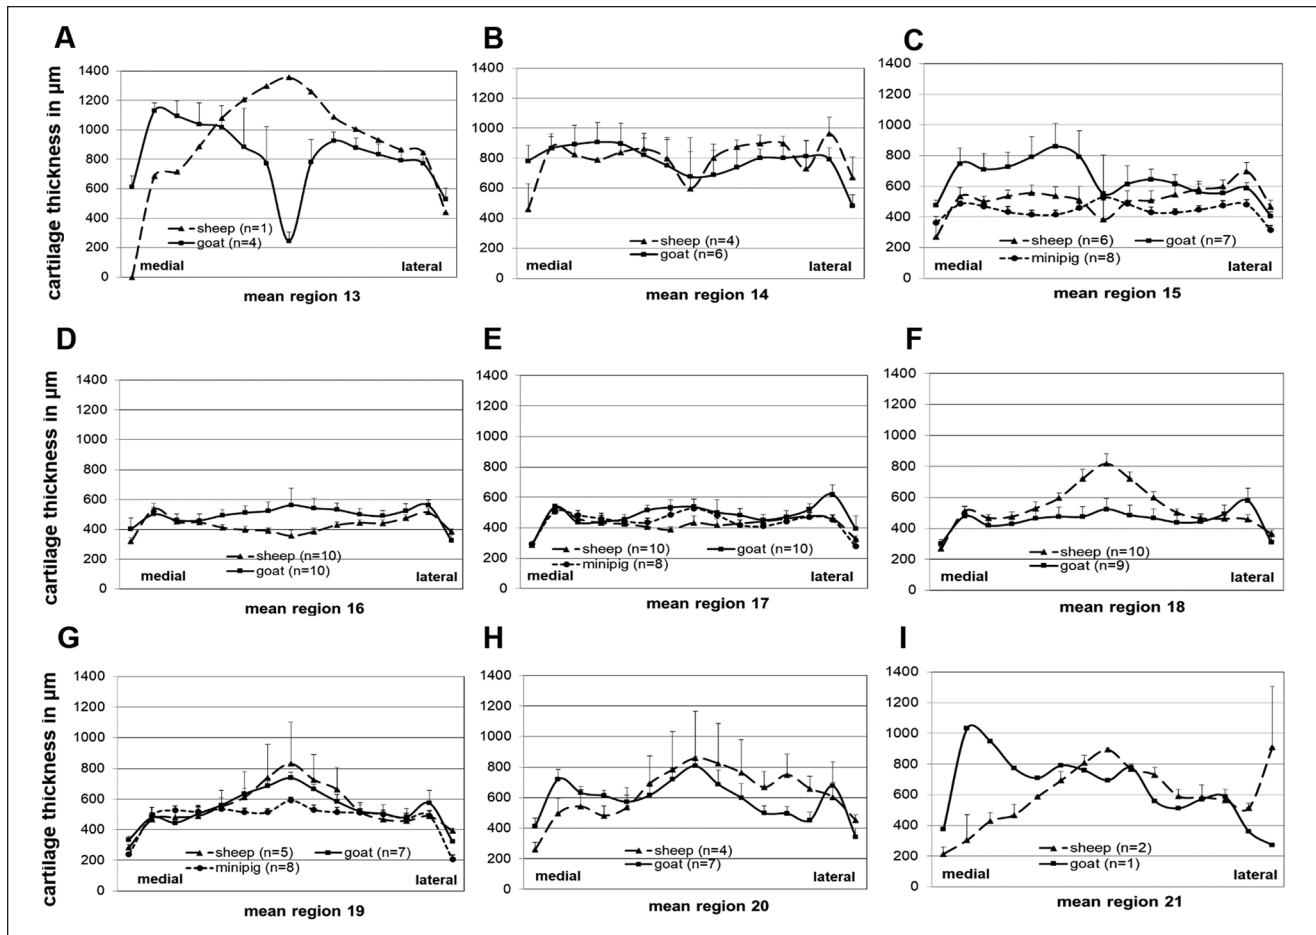 A
B
C
cartilage thickness in µm
1400
1200
1000
800
600
400
200
0
sheep (n=1)
goat (n=4)
medial
lateral
mean region 13
1400
1200
1000
800
600
400
200
0
sheep (n=4)
goat (n=6)
medial
lateral
mean region 14
1400
1200
1000
800
600
400
200
0
sheep (n=6)
goat (n=7)
minipig (n=8)
medial
lateral
mean region 15
D
E
F
cartilage thickness in µm
1400
1200
1000
800
600
400
200
0
sheep (n=10)
goat (n=10)
medial
lateral
mean region 16
1400
1200
1000
800
600
400
200
0
sheep (n=10)
goat (n=10)
minipig (n=8)
medial
lateral
mean region 17
1400
1200
1000
800
600
400
200
0
sheep (n=10)
goat (n=9)
medial
lateral
mean region 18
G
H
I
cartilage thickness in µm
1400
1200
1000
800
600
400
200
0
sheep (n=5)
goat (n=7)
minipig (n=8)
medial
lateral
mean region 19
1400
1200
1000
800
600
400
200
0
sheep (n=4)
goat (n=7)
medial
lateral
mean region 20
1400
1200
1000
800
600
400
200
0
sheep (n=2)
goat (n=1)
medial
lateral
mean region 21